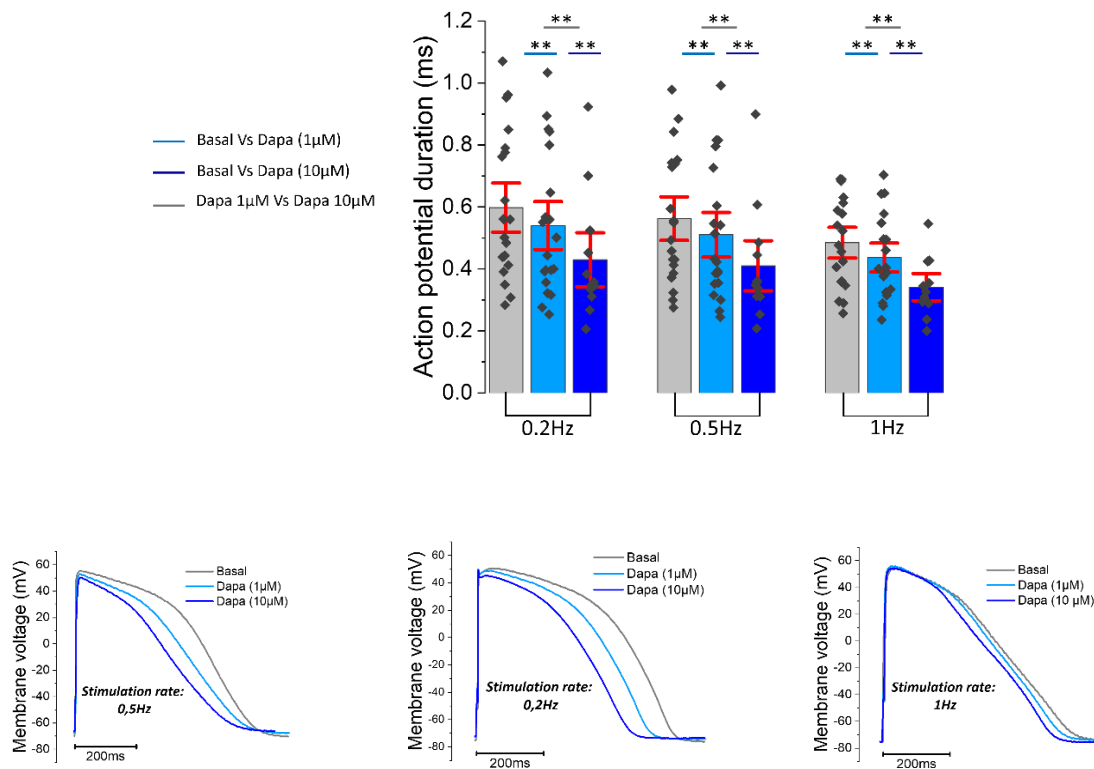 Action potential duration (ms)
1.2
1.0
0.8
0.6
0.4
0.2
0.0
**
** **
**
** **
**
** **
Basal Vs Dapa (1µM)
Basal Vs Dapa (10µM)
Dapa 1µM Vs Dapa 10µM
0.2Hz
0.5Hz
1Hz
Membrane voltage (mV)
60
40
20
0
-20
-40
-60
-80
Basal
Dapa (1µM)
Dapa (10µM)
Stimulation rate:
0,5Hz
200ms
Membrane voltage (mV)
60
40
20
0
-20
-40
-60
-80
Basal
Dapa (1µM)
Dapa (10µM)
Stimulation rate:
0,2Hz
200ms
Membrane voltage (mV)
60
40
20
0
-20
-40
-60
-80
Basal
Dapa (1µM)
Dapa (10 µM)
Stimulation rate:
1Hz
200ms